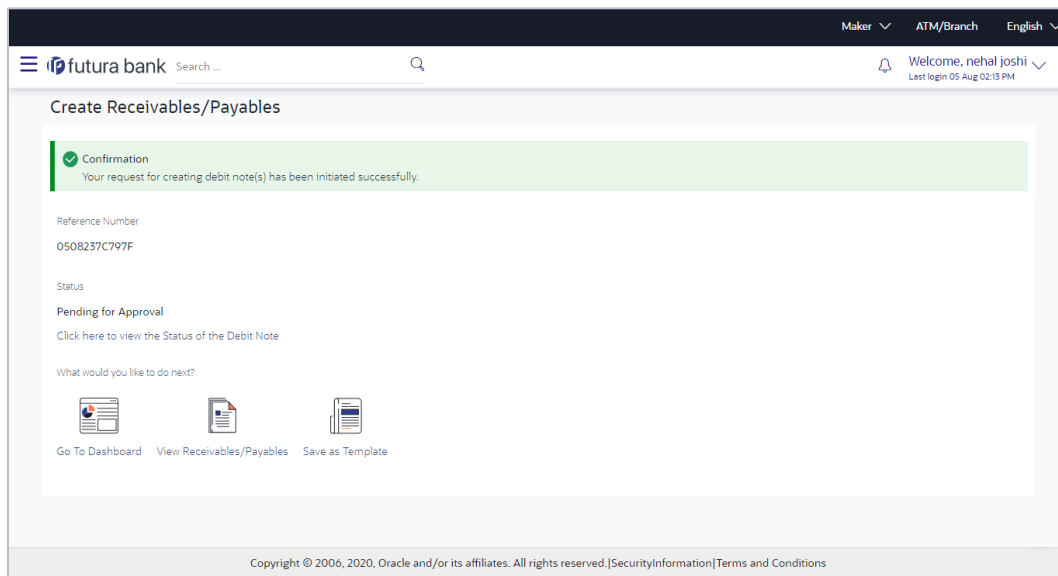 Maker ATM/Branch English
futura bank Search ... Welcome, nehal joshi
Last login 05 Aug 02:13 PM
Create Receivables/Payables
Confirmation
Your request for creating debit note(s) has been initiated successfully.
Reference Number
0508237C797F
Status
Pending for Approval
Click here to view the Status of the Debit Note
What would you like to do next?
Go To Dashboard View Receivables/Payables Save as Template
Copyright © 2006, 2020, Oracle and/or its affiliates. All rights reserved.|SecurityInformation|Terms and Conditions